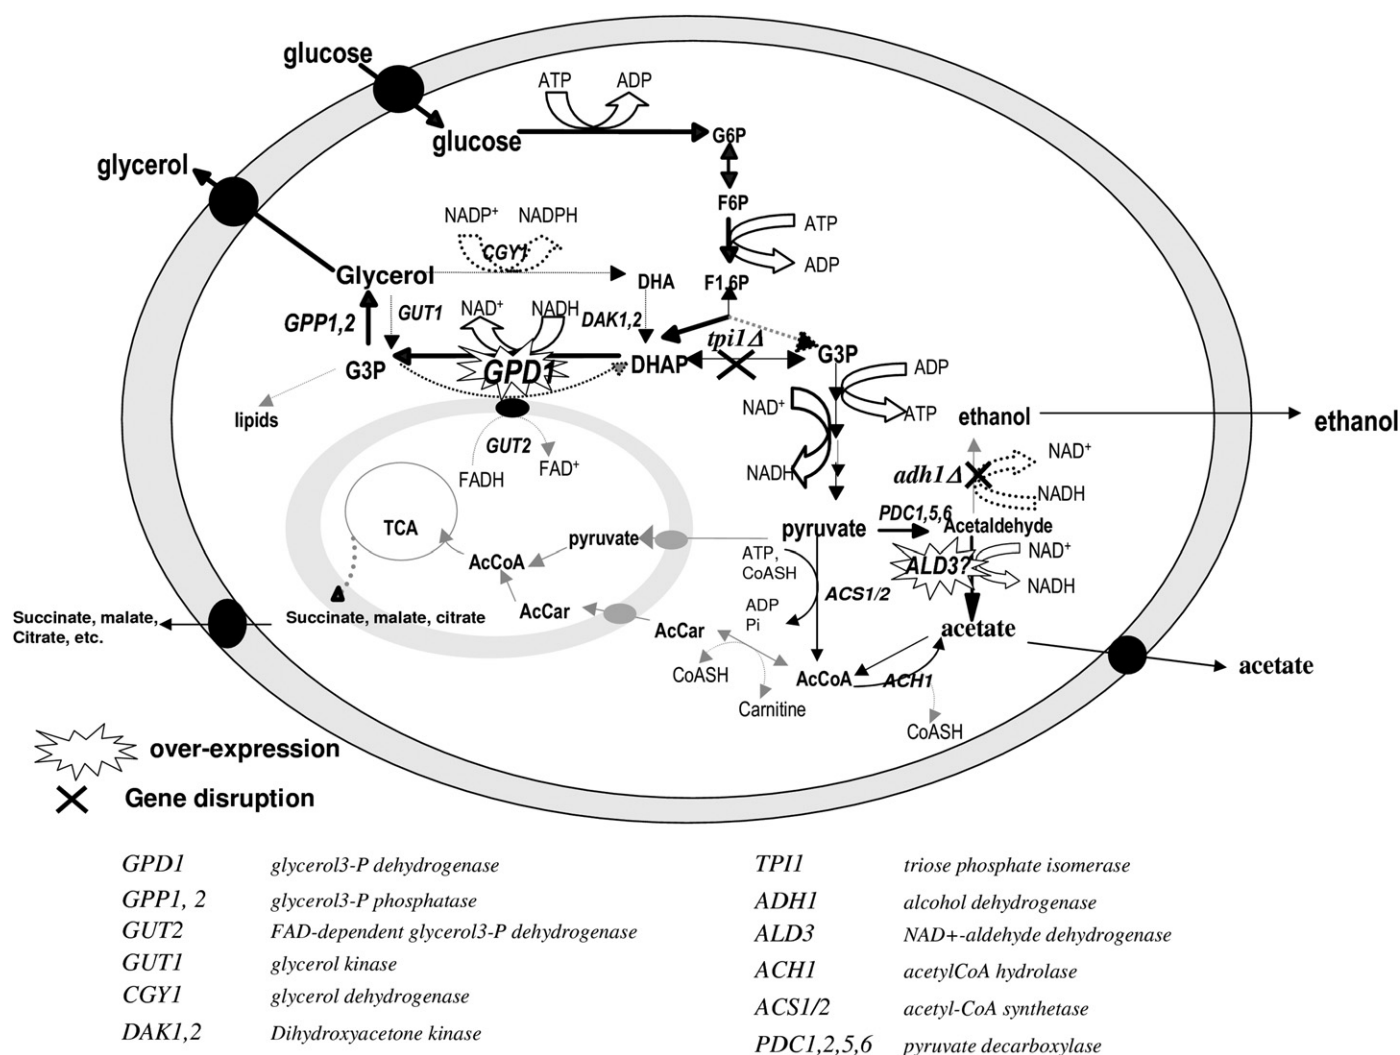 glucose
ATP ADP
glucose
G6P
glycerol
F6P
NADP+ NADPH
ATP
CGY1
ADP
Glycerol
DHA
F1,6P
GPP1,2
GUT1
NAD+ NADH
DAK1,2
tpi1Δ
G3P
GPD1
DHAP
G3P
ADP
lipids
NAD+
ATP
ethanol
ethanol
GUT2
FADH
FAD+
NADH
adh1Δ
NAD+
NADH
TCA
pyruvate
pyruvate
PDC1,5,6
Acetaldehyde
AcCoA
ATP,
CoASH
ALD3?
NAD+
NADH
AcCar
ADP
Pi
ACS1/2
Succinate, malate,
Citrate, etc.
Succinate, malate, citrate
AcCar
acetate
acetate
CoASH
AcCoA
ACH1
Carnitine
CoASH
over-expression
Gene disruption
GPD1 glycerol3-P dehydrogenase
GPP1, 2 glycerol3-P phosphatase
GUT2 FAD-dependent glycerol3-P dehydrogenase
GUT1 glycerol kinase
CGY1 glycerol dehydrogenase
DAK1,2 Dihydroxyacetone kinase
TPI1 triose phosphate isomerase
ADH1 alcohol dehydrogenase
ALD3 NAD+-aldehyde dehydrogenase
ACH1 acetylCoA hydrolase
ACS1/2 acetyl-CoA synthetase
PDC1,2,5,6 pyruvate decarboxylase